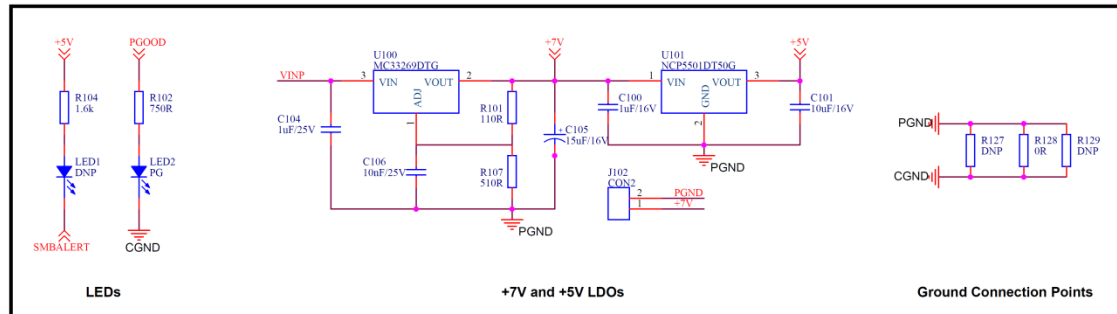 +5V
PGOOD
R104
1.6k
R102
750R
LED1
DNP
LED2
PG
SMBALERT
CGND
LEDs
VINP
U100
MC33269DTG
3
VIN
VOUT
2
ADJ
1
C104
1uF/25V
C106
10nF/25V
R101
110R
R107
510R
PGND
+7V
C105
+
15uF/16V
C100
1uF/16V
U101
NCP5501DT50G
1
VIN
VOUT
3
GND
2
+5V
C101
10uF/16V
PGND
J102
CON2
2
PGND
1
+7V
+7V and +5V LDOs
PGND
CGND
R127
DNP
R128
0R
R129
DNP
Ground Connection Points